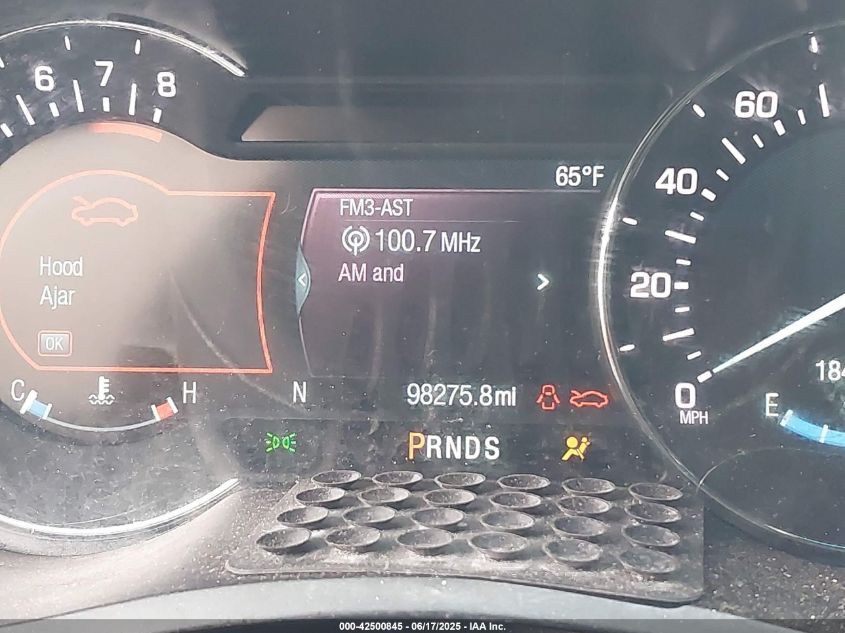 6 7 8
60
65°F
40
FM3-AST
100.7 MHz
Hood
Ajar
AM and
20
OK
C H
N
98275.8mi
0
MPH
184
E
PRNDS
000-42500845 - 06/17/2025 - IAA Inc.